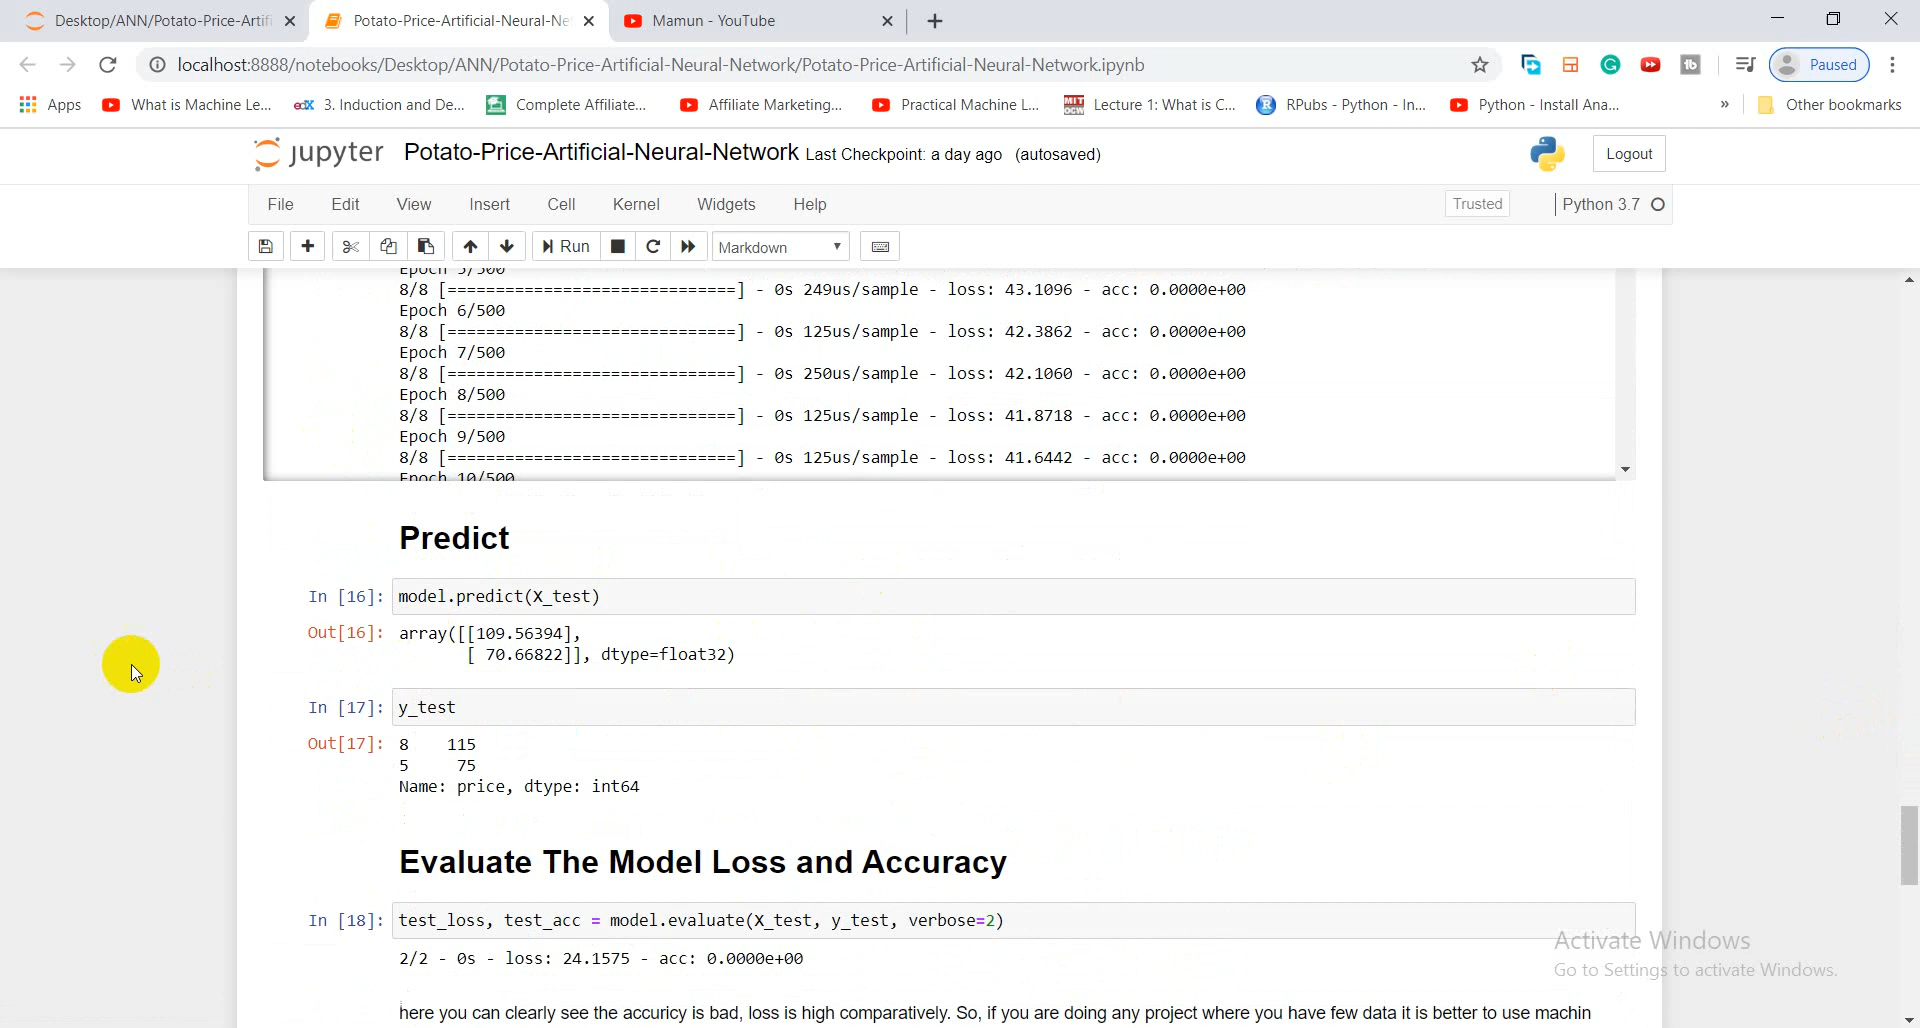 Desktop/ANN/Potato-Price-Artifi
Potato-Price-Artificial-Neural-Ne
Mamun - YouTube
localhost:8888/notebooks/Desktop/ANN/Potato-Price-Artificial-Neural-Network/Potato-Price-Artificial-Neural-Network.ipynb
Paused
Apps
What is Machine Le...
edX 3. Induction and De...
Complete Affiliate...
Affiliate Marketing...
Practical Machine L...
MIT OCW Lecture 1: What is C...
R RPubs - Python - In...
Python - Install Ana...
»
Other bookmarks
jupyter Potato-Price-Artificial-Neural-Network Last Checkpoint: a day ago (autosaved)
Logout
File Edit View Insert Cell Kernel Widgets Help
Trusted
Python 3.7
Run
Markdown
Epoch 5/500
8/8 [==============================] - 0s 249us/sample - loss: 43.1096 - acc: 0.0000e+00
Epoch 6/500
8/8 [==============================] - 0s 125us/sample - loss: 42.3862 - acc: 0.0000e+00
Epoch 7/500
8/8 [==============================] - 0s 250us/sample - loss: 42.1060 - acc: 0.0000e+00
Epoch 8/500
8/8 [==============================] - 0s 125us/sample - loss: 41.8718 - acc: 0.0000e+00
Epoch 9/500
8/8 [==============================] - 0s 125us/sample - loss: 41.6442 - acc: 0.0000e+00
Epoch 10/500
Predict
In [16]: model.predict(X_test)
Out[16]: array([[109.56394],
[ 70.66822]], dtype=float32)
In [17]: y_test
Out[17]: 8    115
5     75
Name: price, dtype: int64
Evaluate The Model Loss and Accuracy
In [18]: test_loss, test_acc = model.evaluate(X_test, y_test, verbose=2)
2/2 - 0s - loss: 24.1575 - acc: 0.0000e+00
Activate Windows
Go to Settings to activate Windows.
here you can clearly see the accuricy is bad, loss is high comparatively. So, if you are doing any project where you have few data it is better to use machin